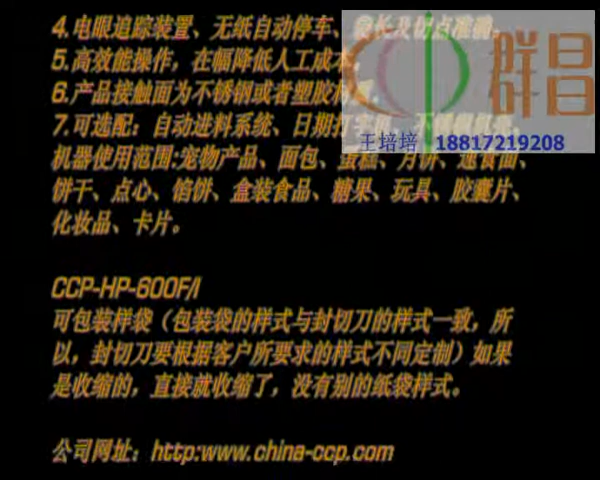 4.电眼追踪装置、无纸自动停车、袋长及切点准确。
5.高效能操作，在幅降低人工成本。
6.产品接触面为不锈钢或者塑胶
7.可选配：自动进料系统、日期打字机、
机器使用范围:宠物产品、面包、蛋糕、月饼、速食面、
饼干、点心、馅饼、盒装食品、糖果、玩具、胶囊片、
化妆品、卡片。
CCP-HP-600F/I
可包装样袋（包装袋的样式与封切刀的样式一致，所
以，封切刀要根据客户所要求的样式不同定制）如果
是收缩的，直接就收缩了，没有别的纸袋样式。
公司网址：http:www.china-ccp.com
群昌
王培培 18817219208